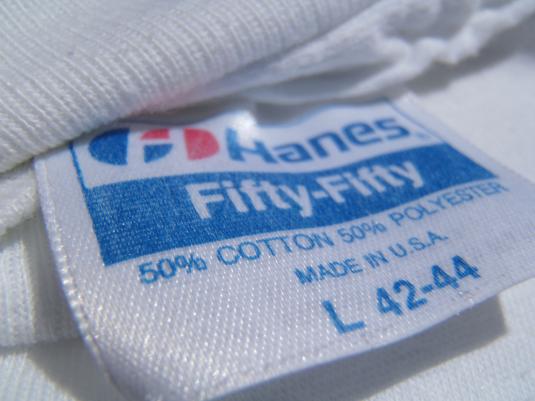 Hanes
Fifty-Fifty
50% COTTON 50% POLYESTER
MADE IN U.S.A.
L 42-44